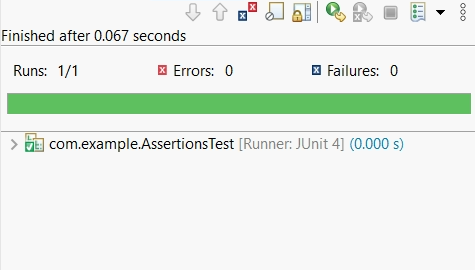 Finished after 0.067 seconds
Runs: 1/1 Errors: 0 Failures: 0
com.example.AssertionsTest [Runner: JUnit 4] (0.000 s)